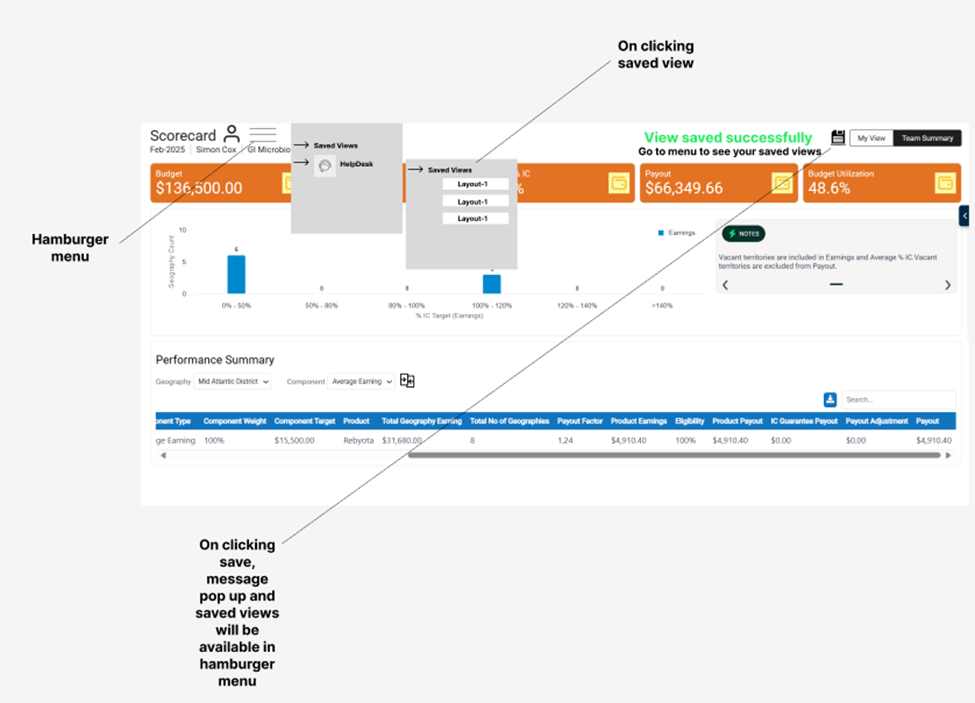 On clicking
saved view
Scorecard
Feb-2025 Simon Cox GI Microbio
Saved Views
HelpDesk
View saved successfully
Go to menu to see your saved views
My View Team Summary
Saved Views
Layout-1
Layout-1
Layout-1
Budget
$136,500.00
IC
%
Payout
$66,349.66
Budget Utilization
48.6%
Hamburger
menu
Geography Count
10
5
0
6
0
0
0
Earnings
0% - 50% 50% - 80% 80% - 100% 100% - 120% 120% - 140% >140%
% IC Target (Earnings)
NOTES
Vacant territories are included in Earnings and Average % IC.Vacant
territories are excluded from Payout.
Performance Summary
Geography Mid Atlantic District Component Average Earning
Search...
onent Type Component Weight Component Target Product Total Geography Earning Total No of Geographies Payout Factor Product Earnings Eligibility Product Payout IC Guarantee Payout Payout Adjustment Payout
ge Earning 100% $15,500.00 Rebyota $31,680.00 8 1.24 $4,910.40 100% $4,910.40 $0.00 $0.00 $4,910.40
On clicking
save,
message
pop up and
saved views
will be
available in
hamburger
menu